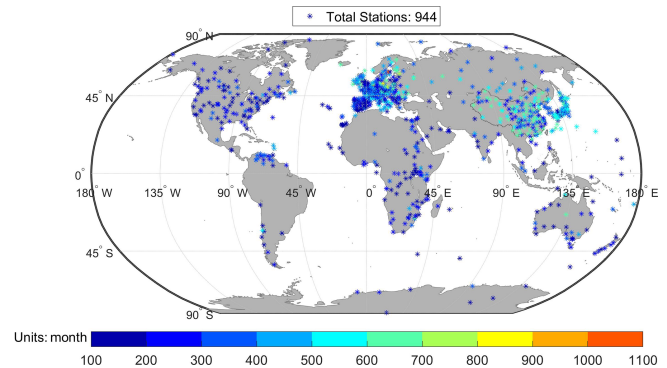 Total Stations: 944
90° N
45° N
0°
180° W 135° W 90° W 45° W 0° 45° E 90° E 135° E 180° E
45° S
90° S
Units: month
100 200 300 400 500 600 700 800 900 1000 1100